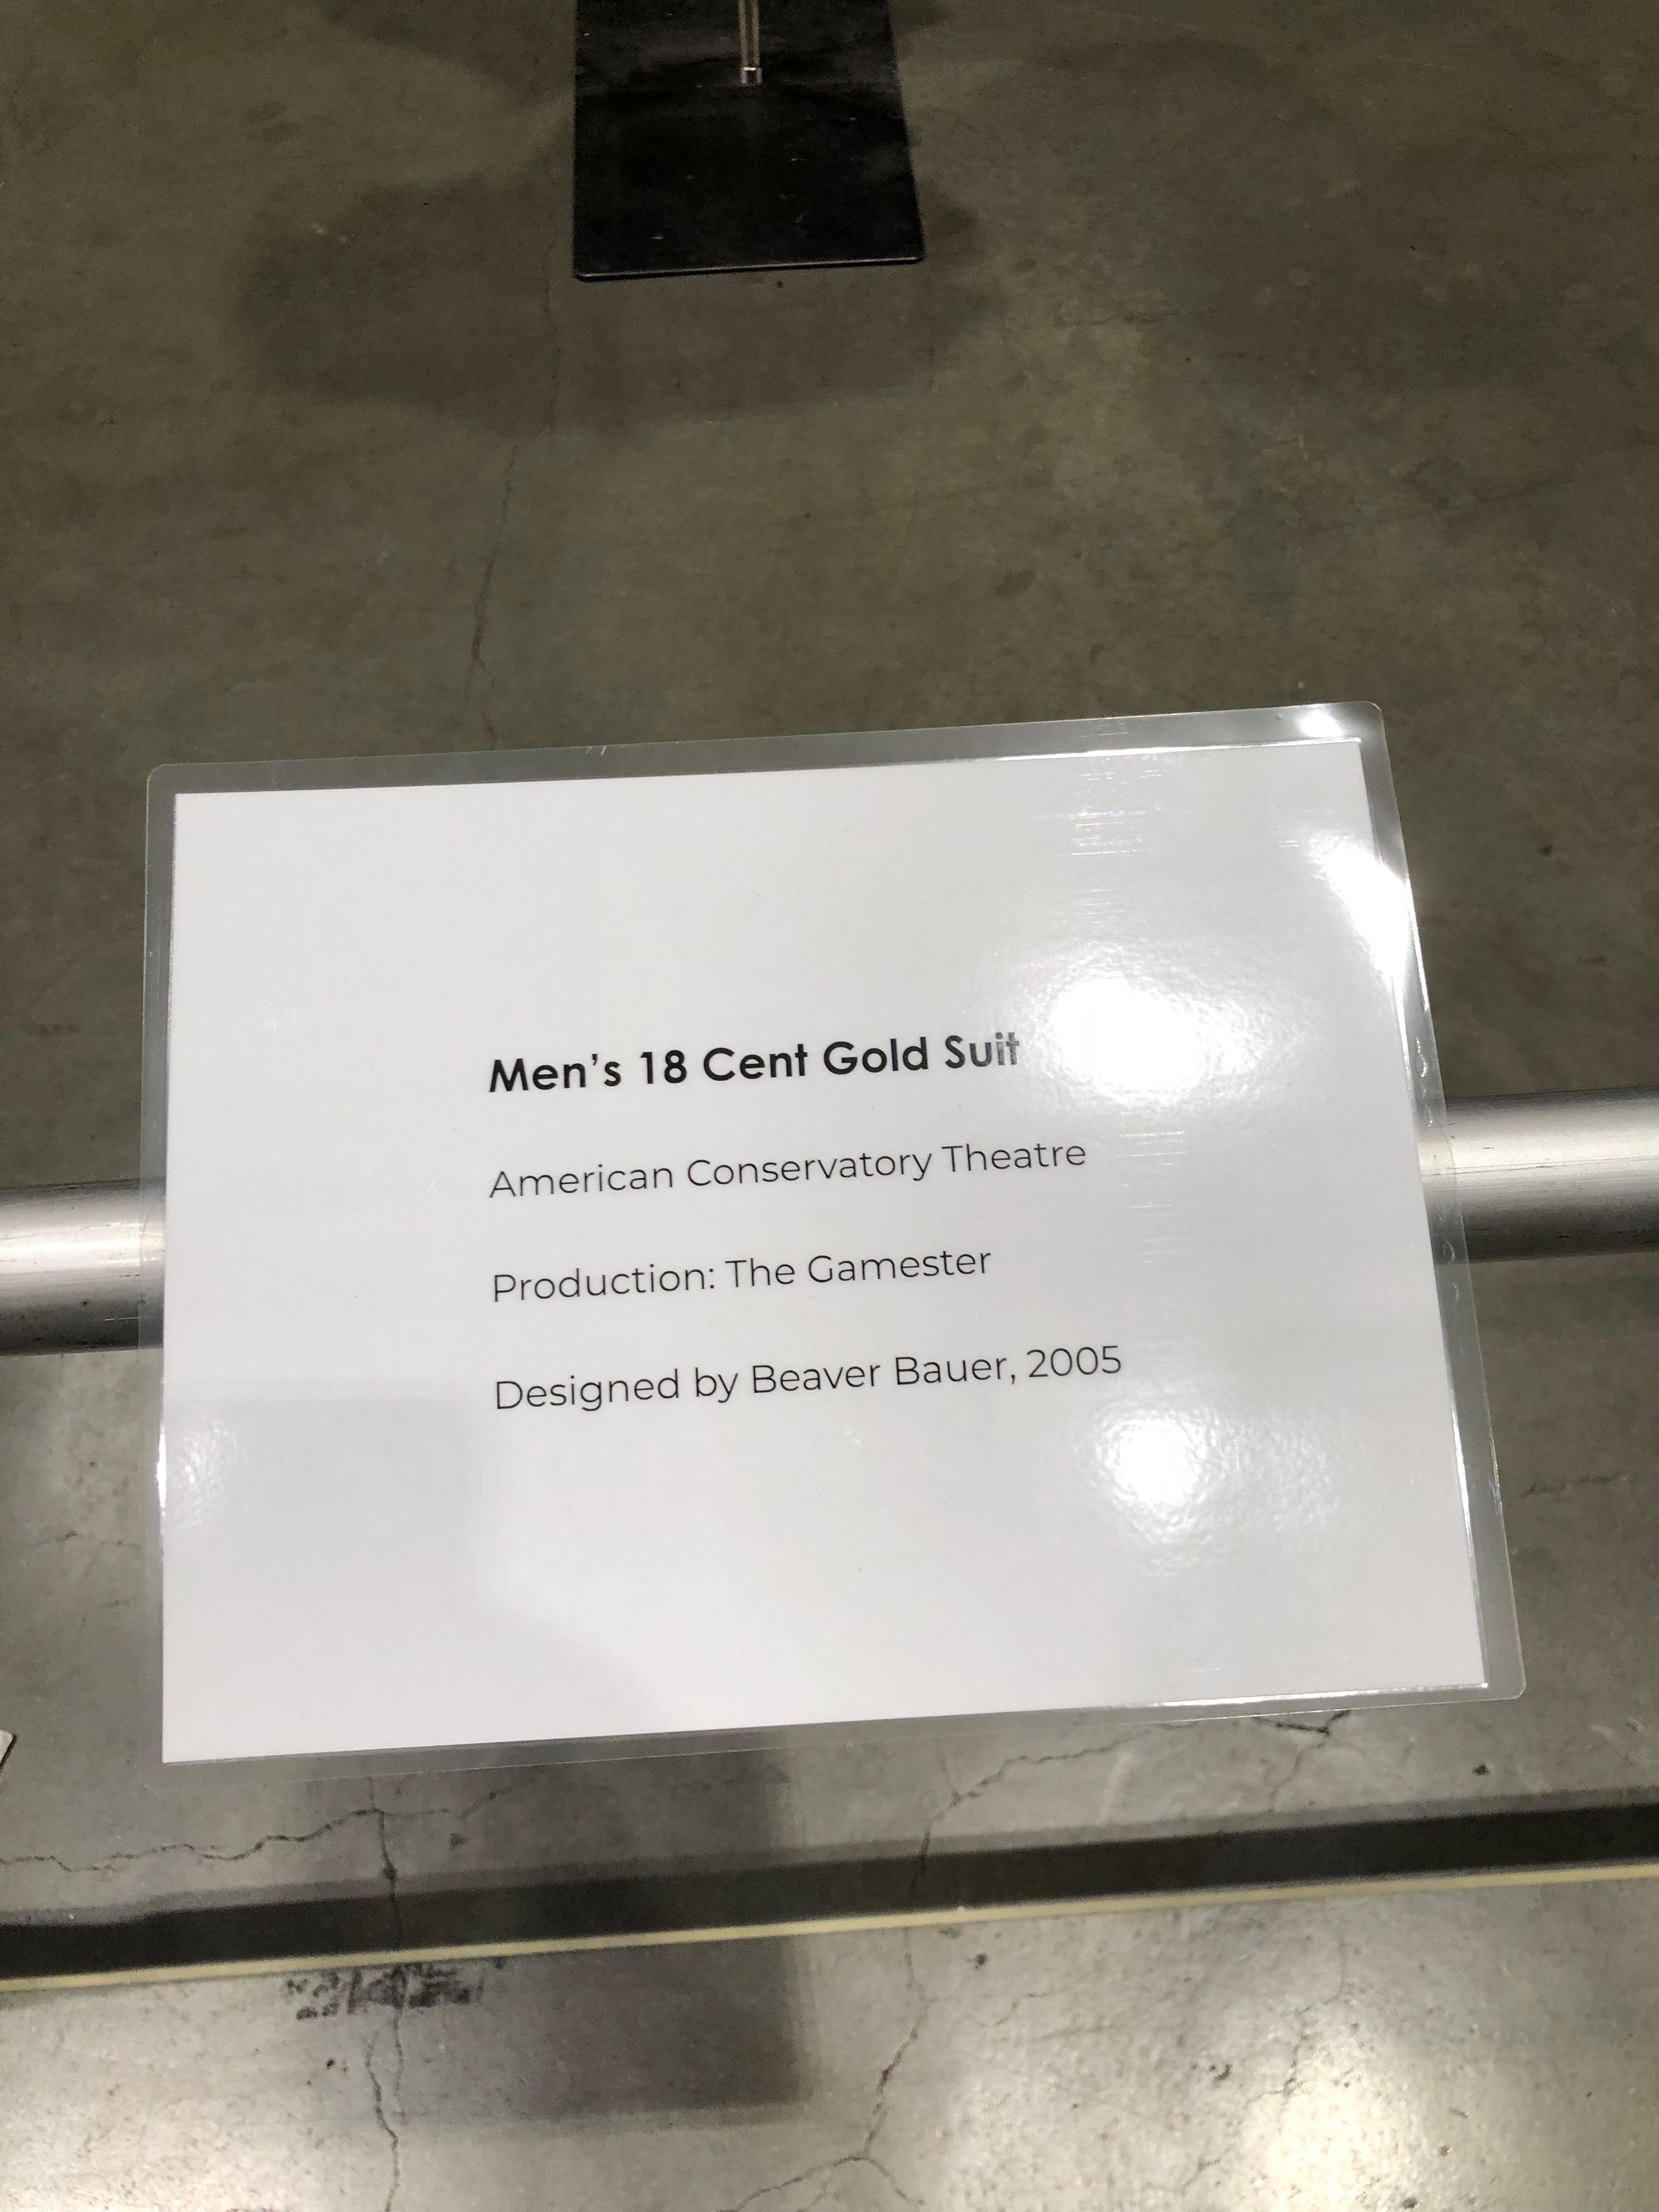 Men’s 18 Cent Gold Suit
American Conservatory Theatre
Production: The Gamester
Designed by Beaver Bauer, 2005